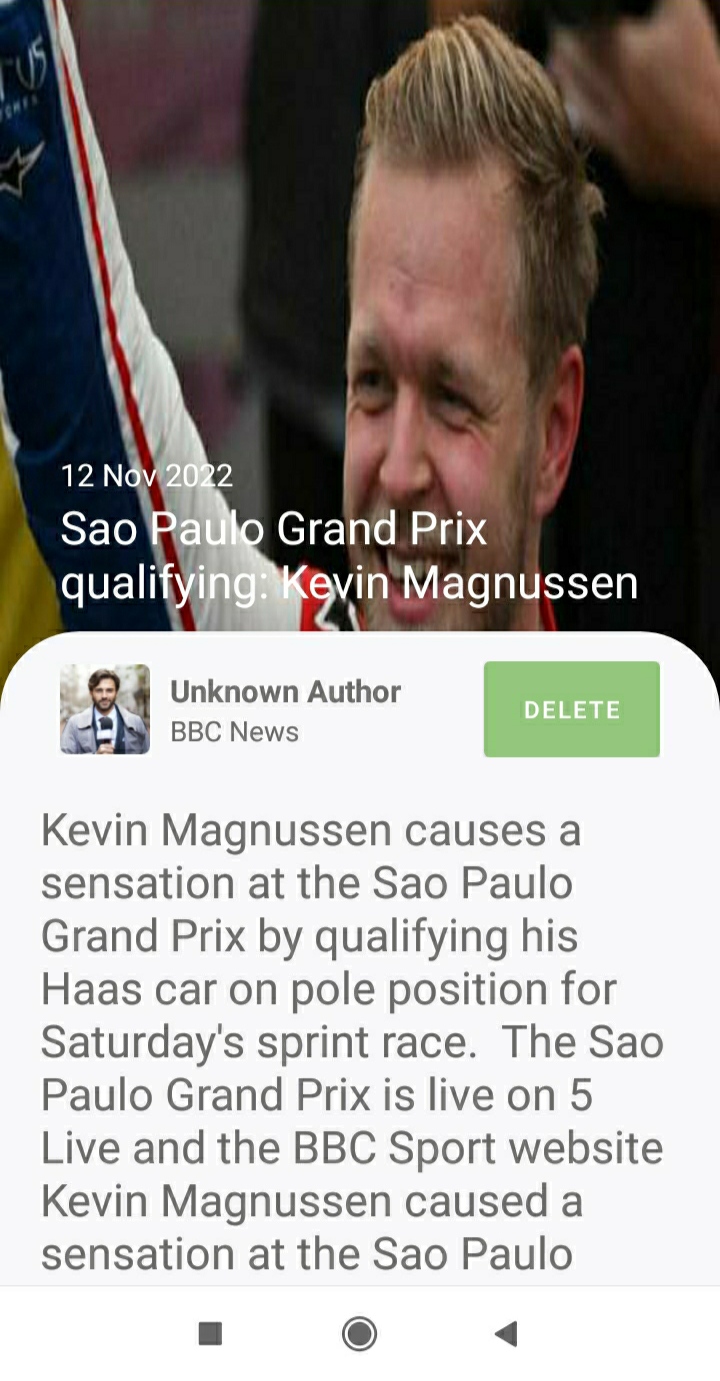 12 Nov 2022
Sao Paulo Grand Prix
qualifying: Kevin Magnussen
Unknown Author
BBC News
DELETE
Kevin Magnussen causes a
sensation at the Sao Paulo
Grand Prix by qualifying his
Haas car on pole position for
Saturday's sprint race.  The Sao
Paulo Grand Prix is live on 5
Live and the BBC Sport website
Kevin Magnussen caused a
sensation at the Sao Paulo